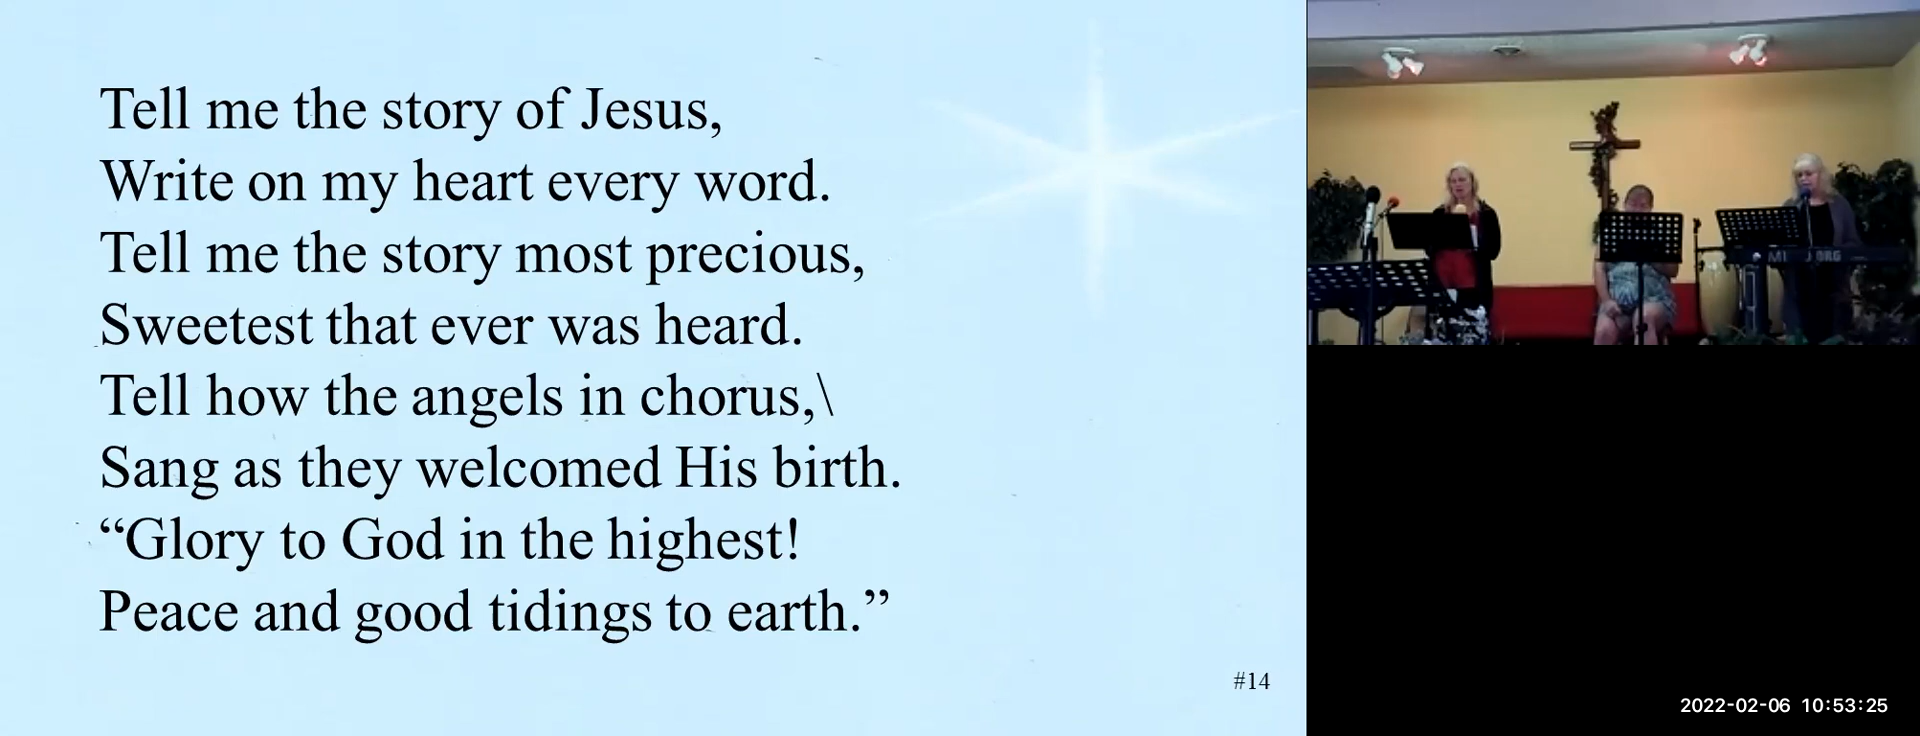 Tell me the story of Jesus,
Write on my heart every word.
Tell me the story most precious,
Sweetest that ever was heard.
Tell how the angels in chorus,\
Sang as they welcomed His birth.
“Glory to God in the highest!
Peace and good tidings to earth.”
#14
2022-02-06 10:53:25